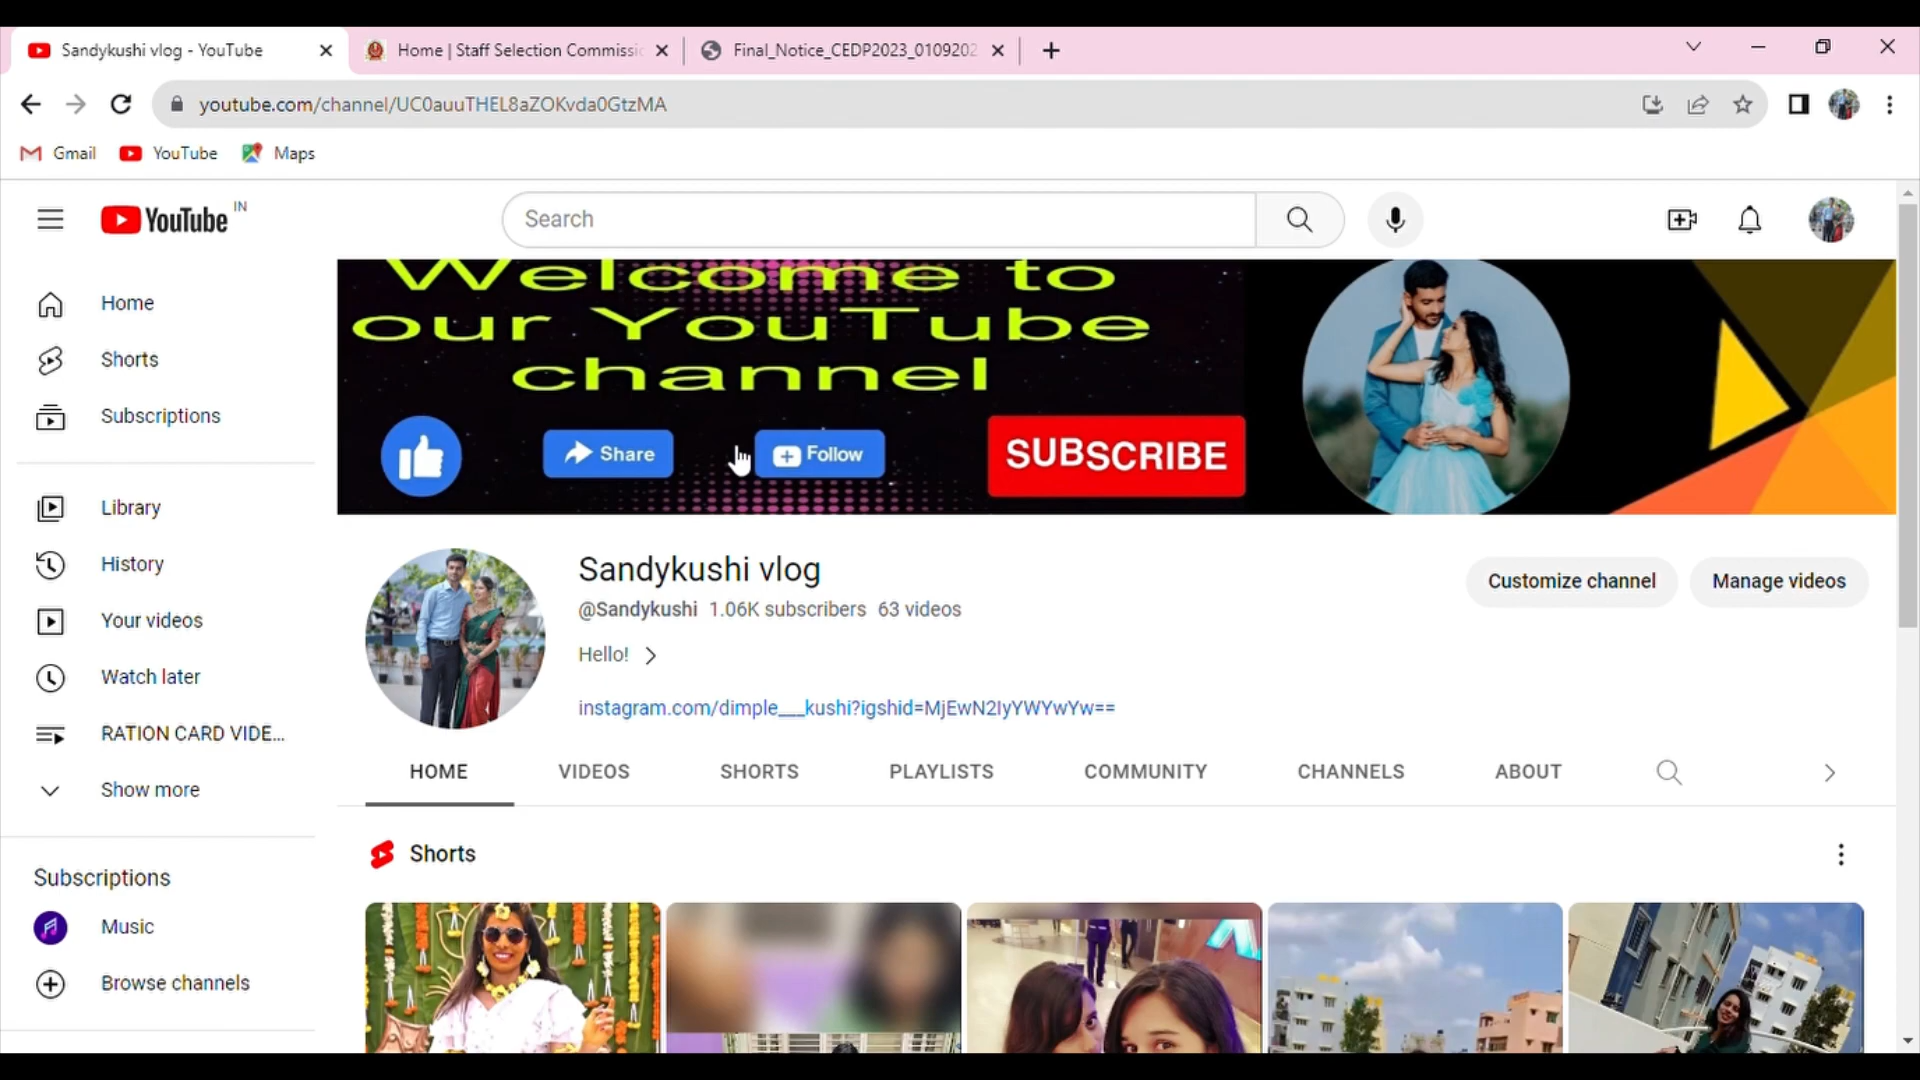 Sandykushi vlog - YouTube
Home | Staff Selection Commissi
Final_Notice_CEDP2023_0109202
youtube.com/channel/UC0auuTHEL8aZOKvda0GtzMA
Gmail
YouTube
Maps
YouTube IN
Search
Home
Shorts
Subscriptions
Library
History
Your videos
Watch later
RATION CARD VIDE...
Show more
Subscriptions
Music
Browse channels
Welcome to
our YouTube
channel
Share
Follow
SUBSCRIBE
Sandykushi vlog
@Sandykushi 1.06K subscribers 63 videos
Hello!
instagram.com/dimple___kushi?igshid=MjEwN2IyYWYwYw==
Customize channel
Manage videos
HOME
VIDEOS
SHORTS
PLAYLISTS
COMMUNITY
CHANNELS
ABOUT
Shorts